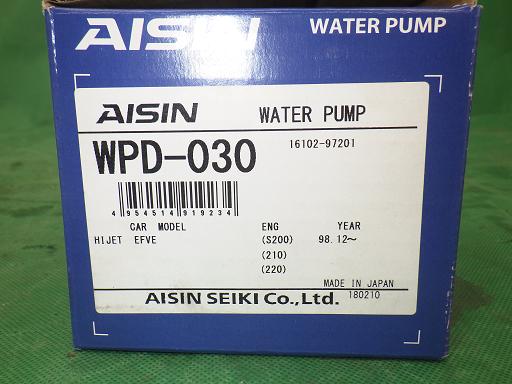 AISIN WATER PUMP
AISIN WATER PUMP
WPD-030 16102-97201
4 954514 919234
CAR MODEL ENG YEAR
HIJET EFVE (S200) 98.12~
(210)
(220)
MADE IN JAPAN
AISIN SEIKI Co.,Ltd. 180210